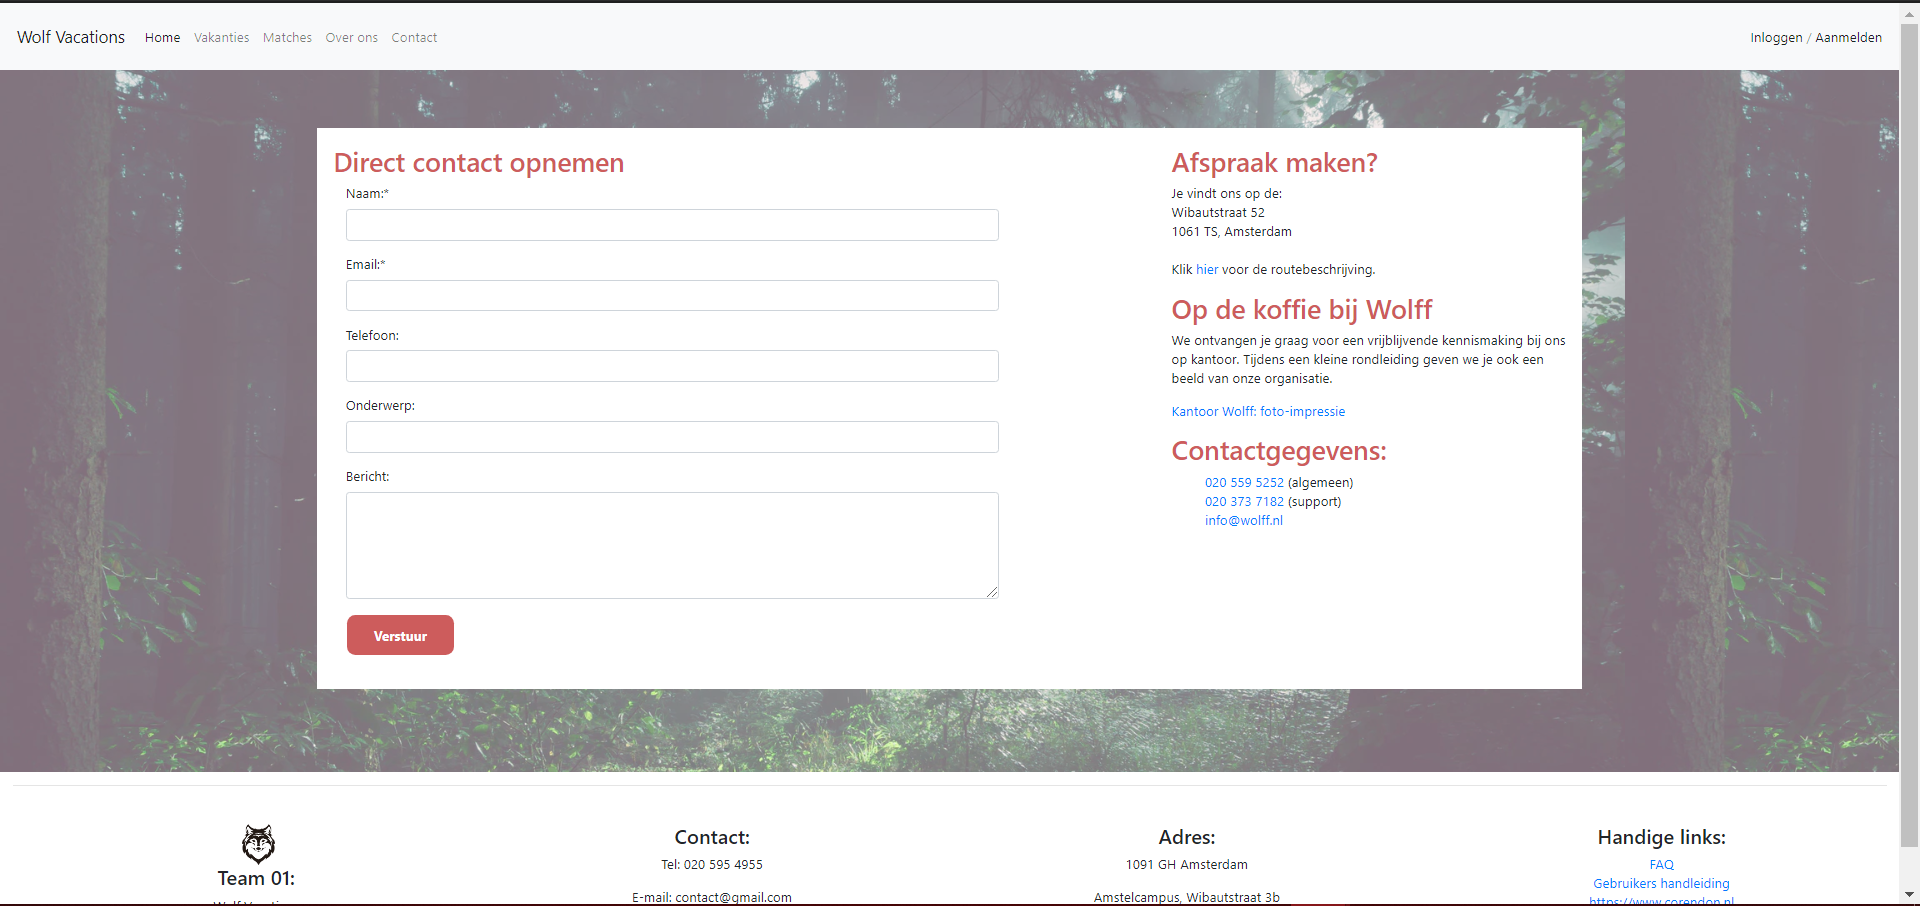 Wolf Vacations Home Vakanties Matches Over ons Contact Inloggen / Aanmelden
Direct contact opnemen
Naam:*
Email:*
Telefoon:
Onderwerp:
Bericht:
Verstuur
Afspraak maken?
Je vindt ons op de:
Wibautstraat 52
1061 TS, Amsterdam
Klik hier voor de routebeschrijving.
Op de koffie bij Wolff
We ontvangen je graag voor een vrijblijvende kennismaking bij ons
op kantoor. Tijdens een kleine rondleiding geven we je ook een
beeld van onze organisatie.
Kantoor Wolff: foto-impressie
Contactgegevens:
020 559 5252 (algemeen)
020 373 7182 (support)
info@wolff.nl
Team 01:
Contact:
Tel: 020 595 4955
E-mail: contact@gmail.com
Adres:
1091 GH Amsterdam
Amstelcampus, Wibautstraat 3b
Handige links:
FAQ
Gebruikers handleiding
https://www.corendon.nl